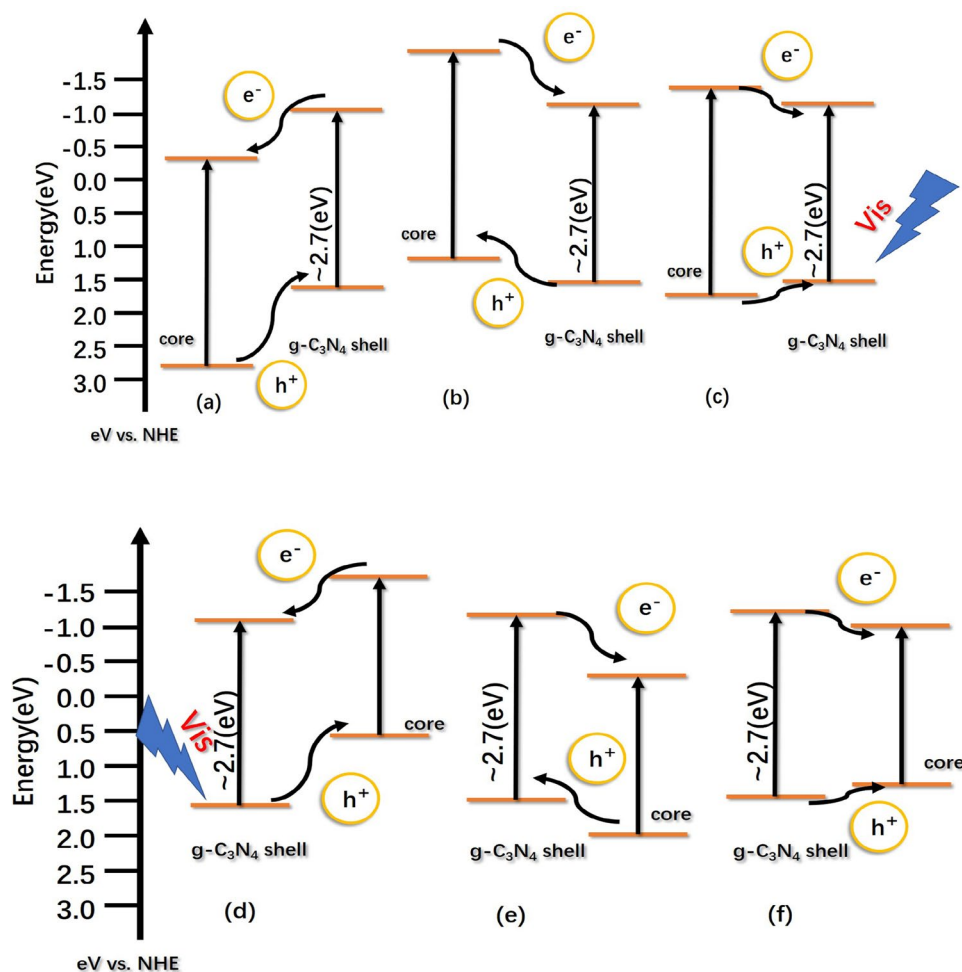 e⁻
e⁻
e⁻
-1.5
-1.0
-0.5
0.0
0.5
1.0
1.5
2.0
2.5
3.0
Energy(eV)
eV vs. NHE
core
~2.7(eV)
g-C₃N₄ shell
h⁺
(a)
core
~2.7(eV)
h⁺
g-C₃N₄ shell
(b)
core
h⁺
~2.7(eV)
Vis
g-C₃N₄ shell
(c)
-1.5
-1.0
-0.5
0.0
0.5
1.0
1.5
2.0
2.5
3.0
Energy(eV)
eV vs. NHE
e⁻
Vis
~2.7(eV)
core
h⁺
g-C₃N₄ shell
(d)
e⁻
~2.7(eV)
h⁺
core
g-C₃N₄ shell
(e)
e⁻
~2.7(eV)
core
h⁺
g-C₃N₄ shell
(f)